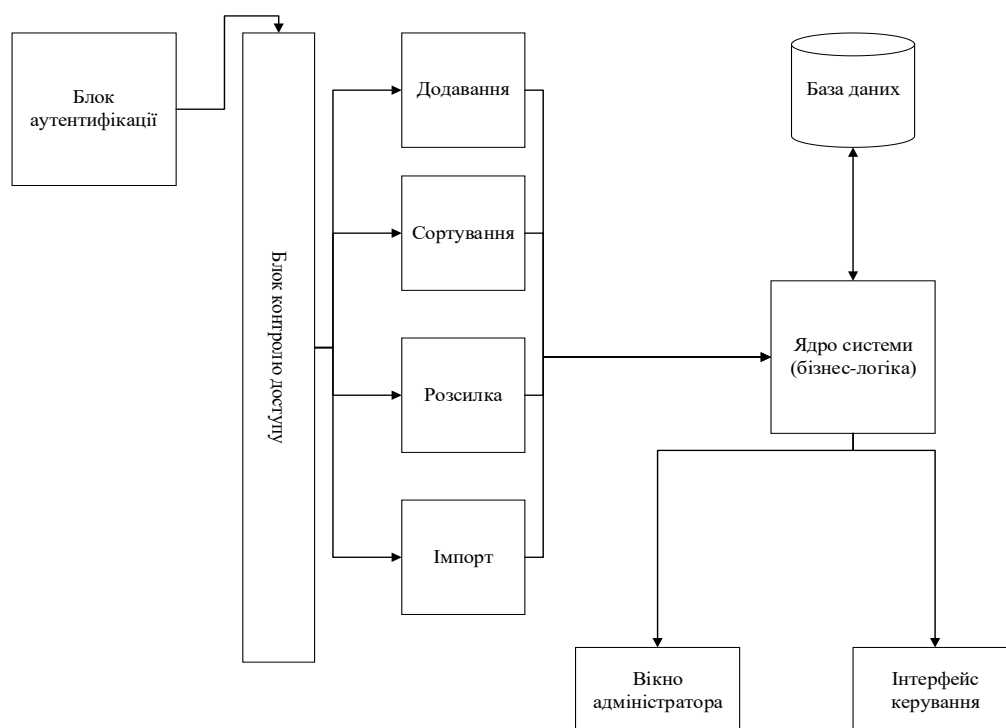 Блок
аутентифікації
Блок контролю доступу
Додавання
Сортування
Розсилка
Імпорт
База даних
Ядро системи
(бізнес-логіка)
Вікно
адміністратора
Інтерфейс
керування